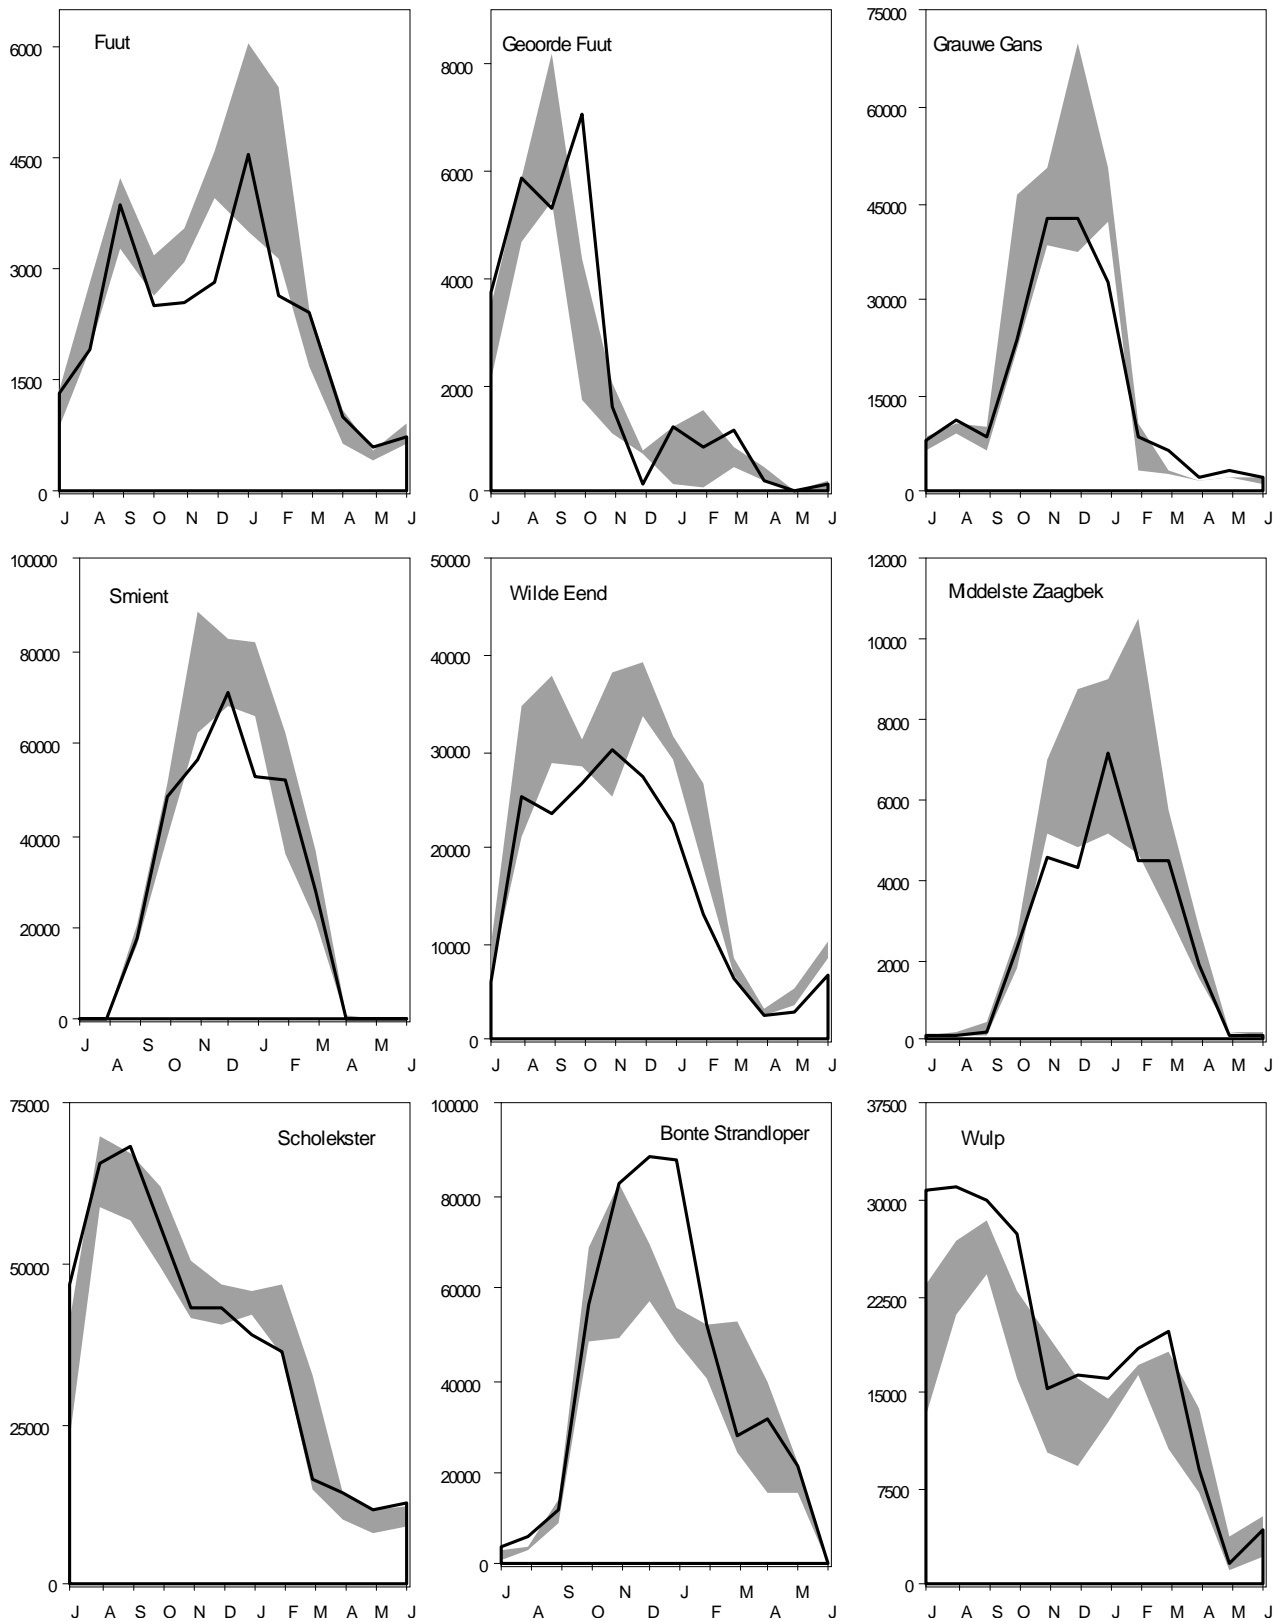 Fuut
6000
4500
3000
1500
0
J A S O N D J F M A M J
Geoorde Fuut
8000
6000
4000
2000
0
J A S O N D J F M A M J
Grauwe Gans
75000
60000
45000
30000
15000
0
J A S O N D J F M A M J
Smient
100000
80000
60000
40000
20000
0
J S N J M M
A O D F A J
Wilde Eend
50000
40000
30000
20000
10000
0
J A S O N D J F M A M J
Middelste Zaagbek
12000
10000
8000
6000
4000
2000
0
J A S O N D J F M A M J
Scholekster
75000
50000
25000
0
J A S O N D J F M A M J
Bonte Strandloper
100000
80000
60000
40000
20000
0
J S N J M M
A O D F A J
Wulp
37500
30000
22500
15000
7500
0
J A S O N D J F M A M J